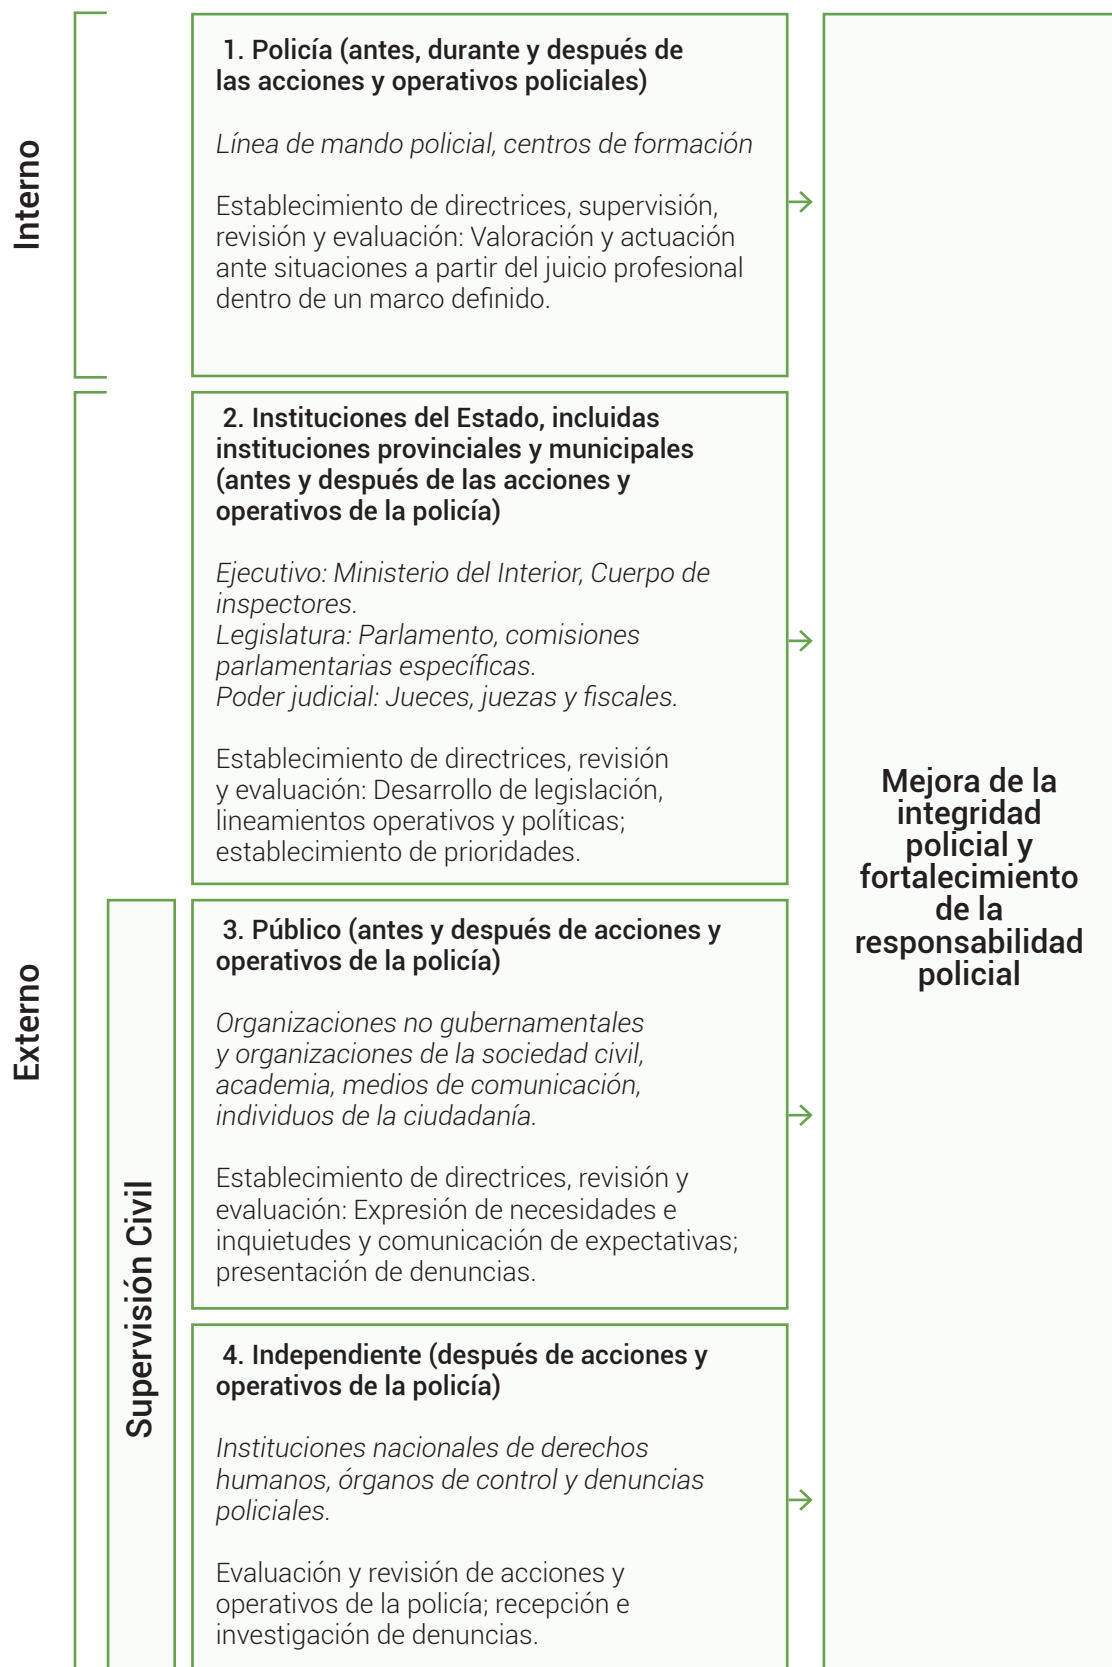 Interno
1. Policía (antes, durante y después de
las acciones y operativos policiales)
Línea de mando policial, centros de formación
Establecimiento de directrices, supervisión,
revisión y evaluación: Valoración y actuación
ante situaciones a partir del juicio profesional
dentro de un marco definido.
Externo
2. Instituciones del Estado, incluidas
instituciones provinciales y municipales
(antes y después de las acciones y
operativos de la policía)
Ejecutivo: Ministerio del Interior, Cuerpo de
inspectores.
Legislatura: Parlamento, comisiones
parlamentarias específicas.
Poder judicial: Jueces, juezas y fiscales.
Establecimiento de directrices, revisión
y evaluación: Desarrollo de legislación,
lineamientos operativos y políticas;
establecimiento de prioridades.
Supervisión Civil
3. Público (antes y después de acciones y
operativos de la policía)
Organizaciones no gubernamentales
y organizaciones de la sociedad civil,
academia, medios de comunicación,
individuos de la ciudadanía.
Establecimiento de directrices, revisión y
evaluación: Expresión de necesidades e
inquietudes y comunicación de expectativas;
presentación de denuncias.
4. Independiente (después de acciones y
operativos de la policía)
Instituciones nacionales de derechos
humanos, órganos de control y denuncias
policiales.
Evaluación y revisión de acciones y
operativos de la policía; recepción e
investigación de denuncias.
Mejora de la
integridad
policial y
fortalecimiento
de la
responsabilidad
policial